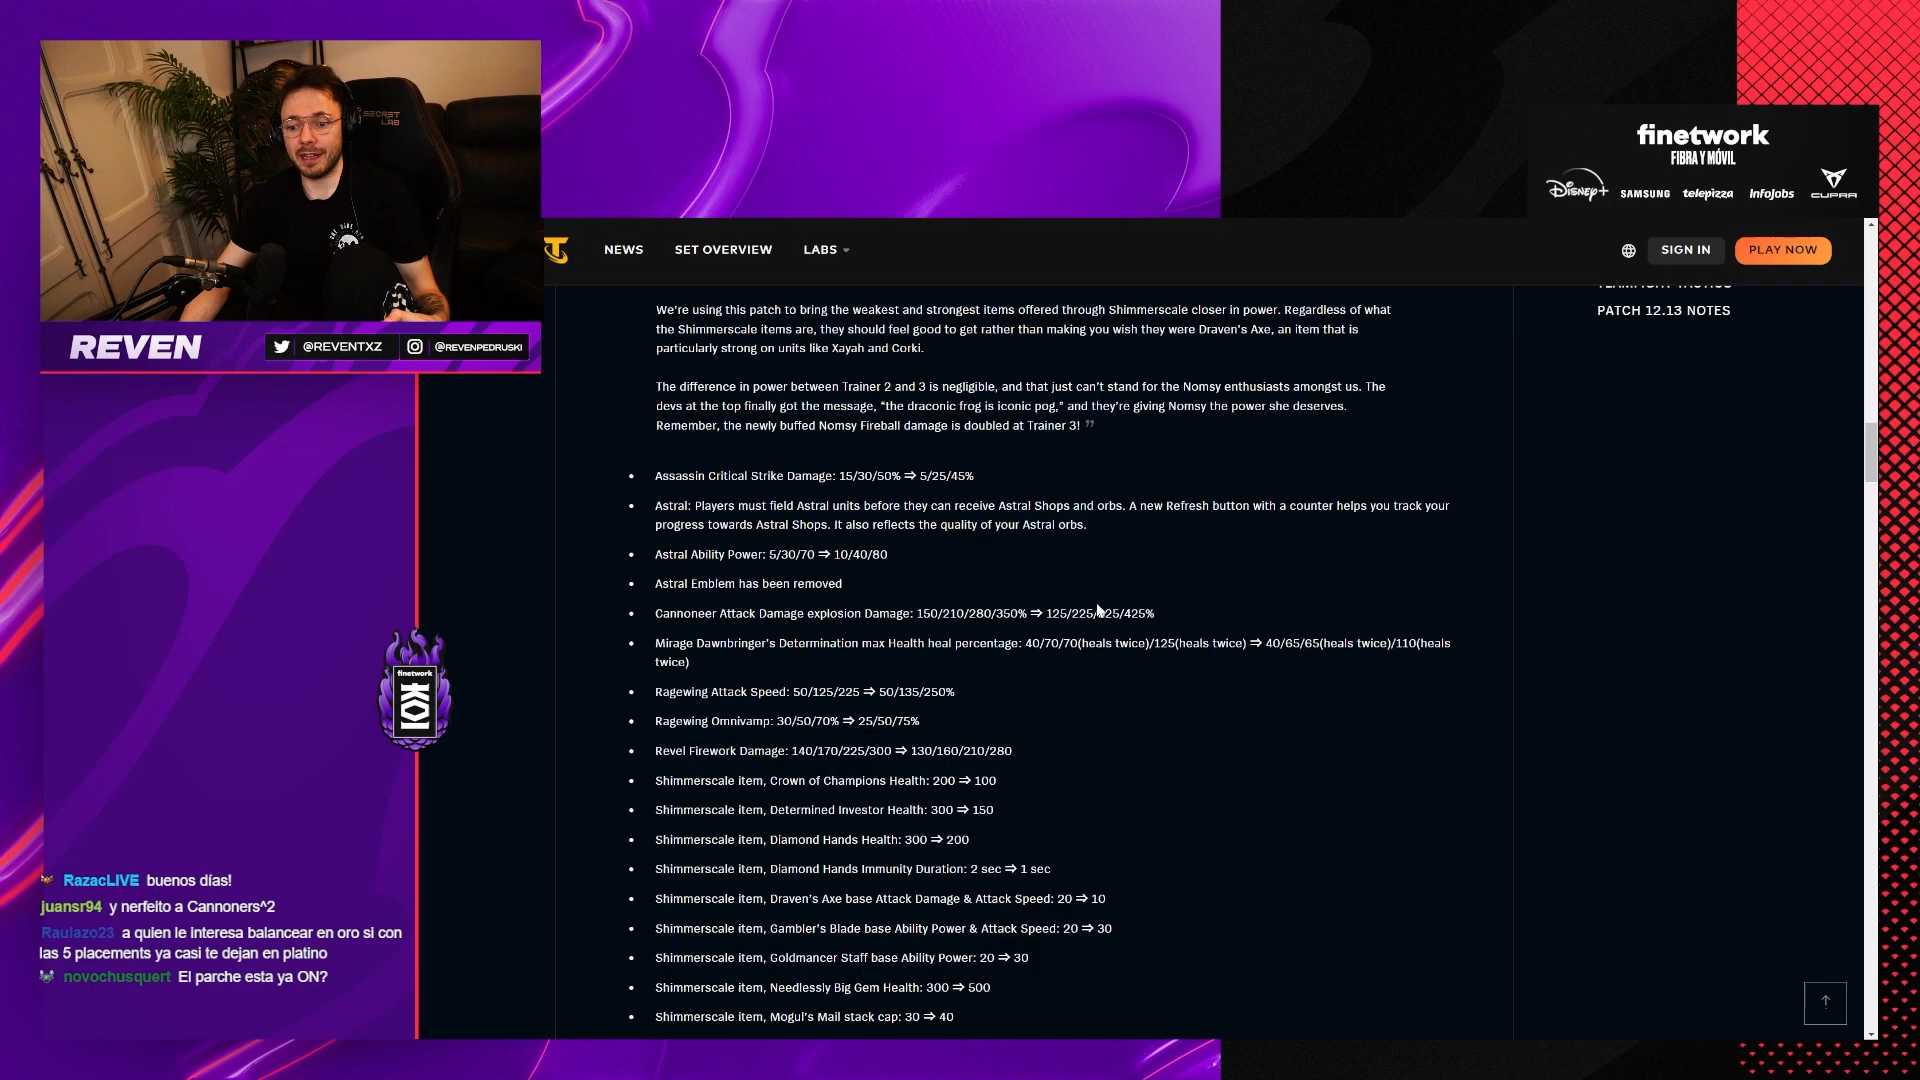 SECRET
LAB
REVEN
@REVENTXZ
@REVENPEDRUSKI
finetwork
FIBRA Y MÓVIL
Disney+
SAMSUNG
telepizza
InfoJobs
CUPRA
NEWS
SET OVERVIEW
LABS
SIGN IN
PLAY NOW
TEAMFIGHT TACTICS
PATCH 12.13 NOTES
We’re using this patch to bring the weakest and strongest items offered through Shimmerscale closer in power. Regardless of what
the Shimmerscale items are, they should feel good to get rather than making you wish they were Draven’s Axe, an item that is
particularly strong on units like Xayah and Corki.
The difference in power between Trainer 2 and 3 is negligible, and that just can’t stand for the Nomsy enthusiasts amongst us. The
devs at the top finally got the message, “the draconic frog is iconic pog,” and they’re giving Nomsy the power she deserves.
Remember, the newly buffed Nomsy Fireball damage is doubled at Trainer 3! ”
• Assassin Critical Strike Damage: 15/30/50% ⇒ 5/25/45%
• Astral: Players must field Astral units before they can receive Astral Shops and orbs. A new Refresh button with a counter helps you track your
progress towards Astral Shops. It also reflects the quality of your Astral orbs.
• Astral Ability Power: 5/30/70 ⇒ 10/40/80
• Astral Emblem has been removed
• Cannoneer Attack Damage explosion Damage: 150/210/280/350% ⇒ 125/225/ 25/425%
• Mirage Dawnbringer’s Determination max Health heal percentage: 40/70/70(heals twice)/125(heals twice) ⇒ 40/65/65(heals twice)/110(heals
twice)
• Ragewing Attack Speed: 50/125/225 ⇒ 50/135/250%
• Ragewing Omnivamp: 30/50/70% ⇒ 25/50/75%
• Revel Firework Damage: 140/170/225/300 ⇒ 130/160/210/280
• Shimmerscale item, Crown of Champions Health: 200 ⇒ 100
• Shimmerscale item, Determined Investor Health: 300 ⇒ 150
• Shimmerscale item, Diamond Hands Health: 300 ⇒ 200
• Shimmerscale item, Diamond Hands Immunity Duration: 2 sec ⇒ 1 sec
• Shimmerscale item, Draven’s Axe base Attack Damage & Attack Speed: 20 ⇒ 10
• Shimmerscale item, Gambler’s Blade base Ability Power & Attack Speed: 20 ⇒ 30
• Shimmerscale item, Goldmancer Staff base Ability Power: 20 ⇒ 30
• Shimmerscale item, Needlessly Big Gem Health: 300 ⇒ 500
• Shimmerscale item, Mogul’s Mail stack cap: 30 ⇒ 40
finetwork
KOI
RazacLIVE buenos días!
juansr94 y nerfeito a Cannoners^2
Raulazo23 a quien le interesa balancear en oro si con
las 5 placements ya casi te dejan en platino
novochusquert El parche esta ya ON?